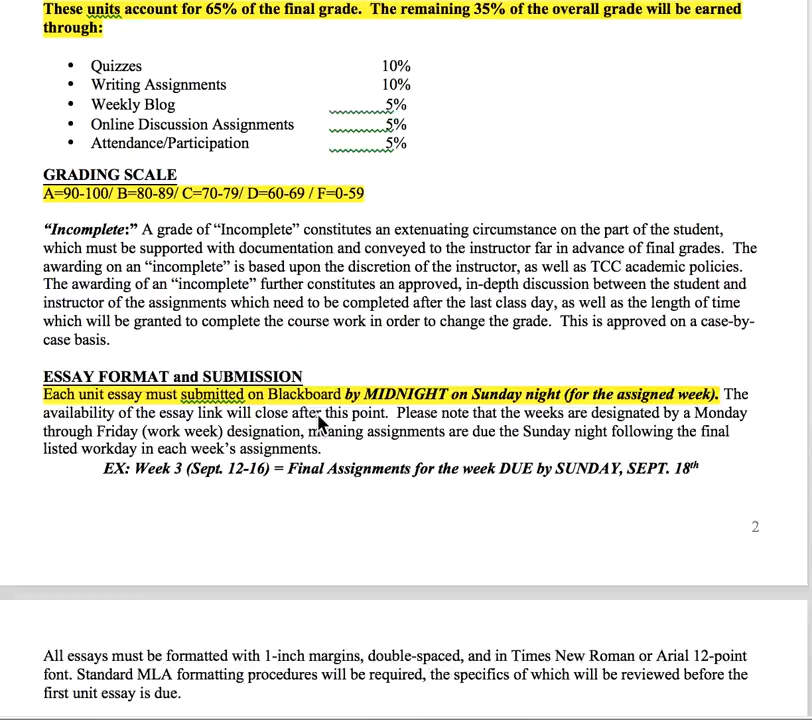 These units account for 65% of the final grade.  The remaining 35% of the overall grade will be earned
through:
• Quizzes 10%
• Writing Assignments 10%
• Weekly Blog 5%
• Online Discussion Assignments 5%
• Attendance/Participation 5%
GRADING SCALE
A=90-100/ B=80-89/ C=70-79/ D=60-69 / F=0-59
“Incomplete:” A grade of “Incomplete” constitutes an extenuating circumstance on the part of the student,
which must be supported with documentation and conveyed to the instructor far in advance of final grades.  The
awarding on an “incomplete” is based upon the discretion of the instructor, as well as TCC academic policies.
The awarding of an “incomplete” further constitutes an approved, in-depth discussion between the student and
instructor of the assignments which need to be completed after the last class day, as well as the length of time
which will be granted to complete the course work in order to change the grade.  This is approved on a case-by-
case basis.
ESSAY FORMAT and SUBMISSION
Each unit essay must submitted on Blackboard by MIDNIGHT on Sunday night (for the assigned week). The
availability of the essay link will close after this point.  Please note that the weeks are designated by a Monday
through Friday (work week) designation, meaning assignments are due the Sunday night following the final
listed workday in each week’s assignments.
EX: Week 3 (Sept. 12-16) = Final Assignments for the week DUE by SUNDAY, SEPT. 18th
2
All essays must be formatted with 1-inch margins, double-spaced, and in Times New Roman or Arial 12-point
font. Standard MLA formatting procedures will be required, the specifics of which will be reviewed before the
first unit essay is due.